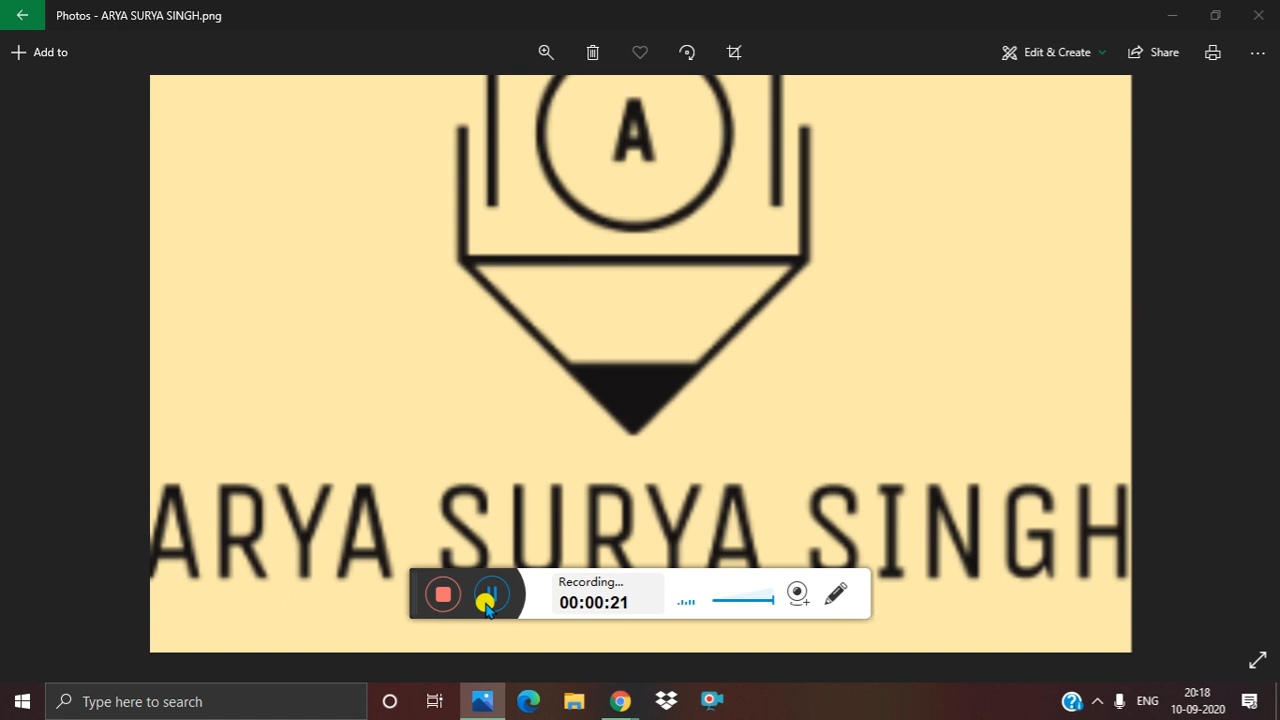 Photos - ARYA SURYA SINGH.png
Add to
Edit & Create
Share
A
ARYA SURYA SINGH
Recording...
00:00:21
Type here to search
ENG
20:18
10-09-2020